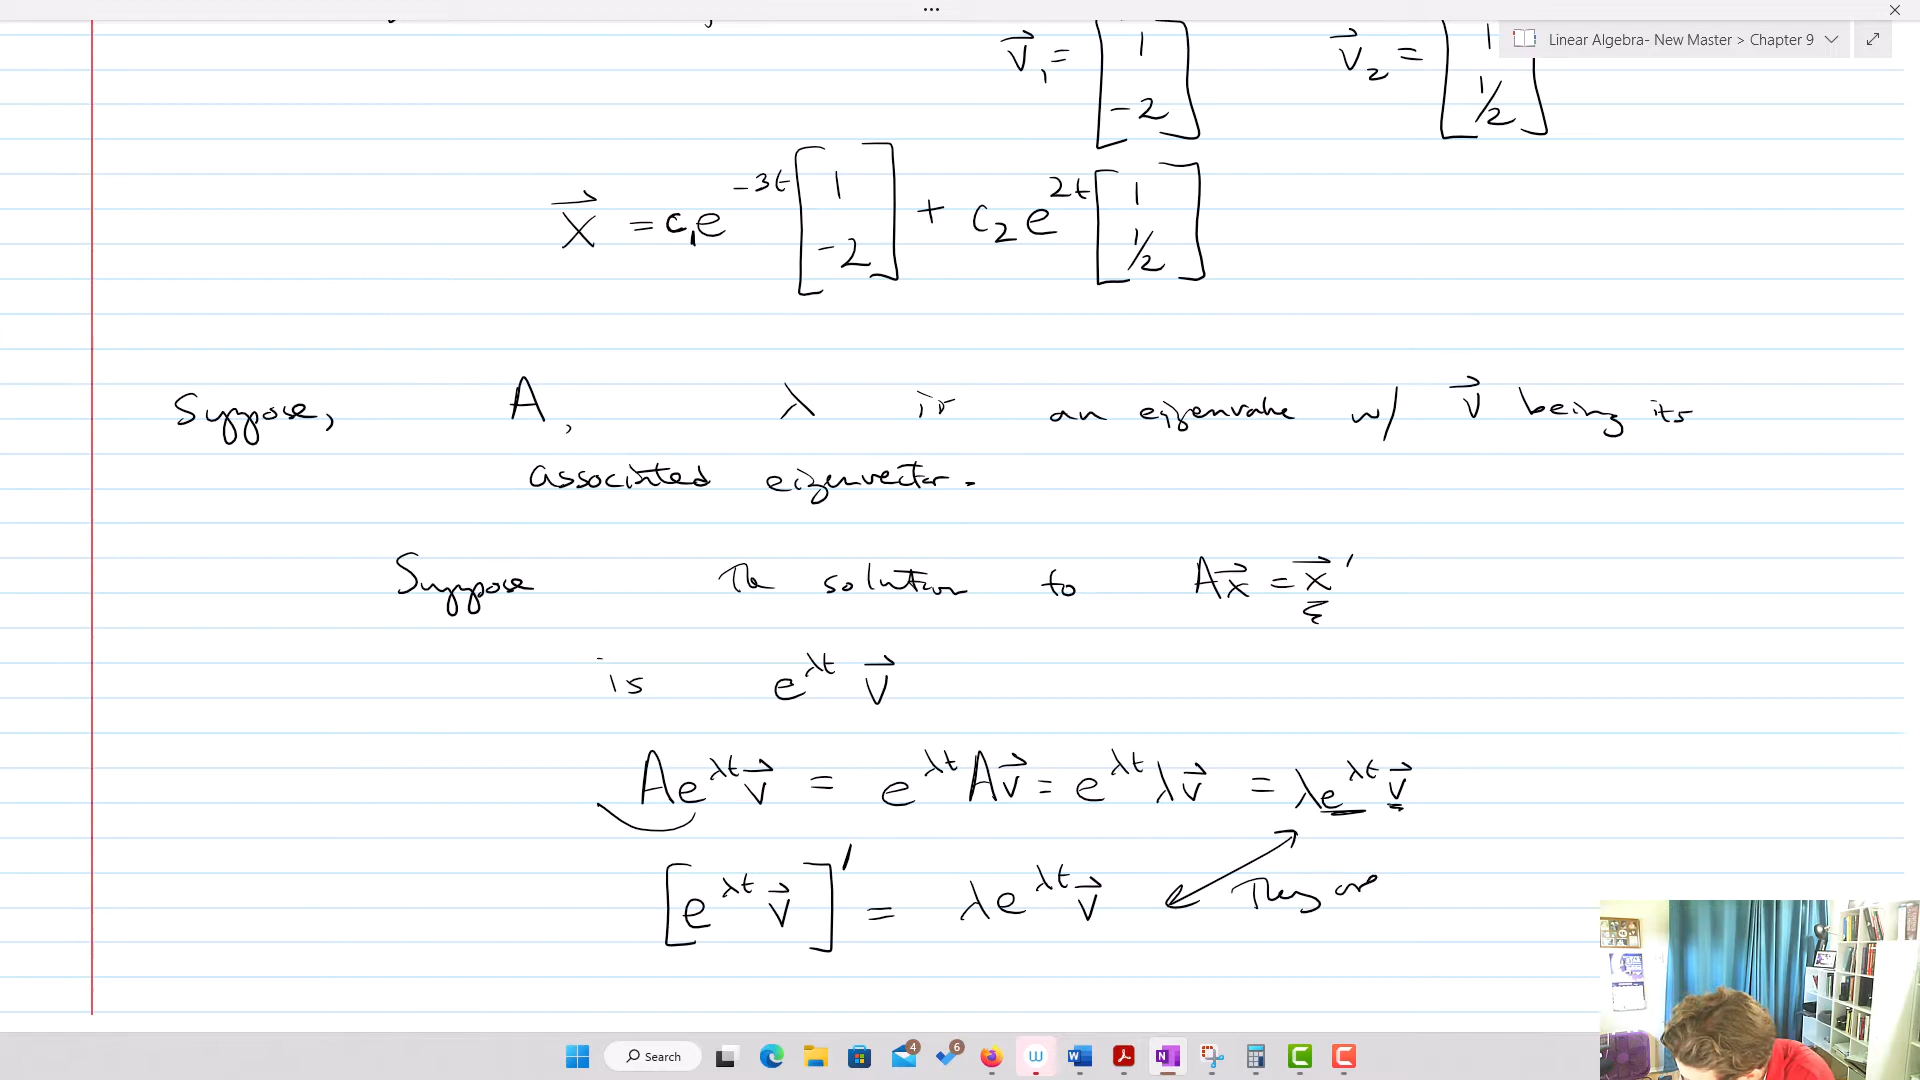 Linear Algebra- New Master > Chapter 9
v⃗₁ = [1 -2] v⃗₂ = [1 1/2]
x⃗ = c₁e^{-3t} [1 -2] + c₂e^{2t} [1 1/2]
Suppose, A, λ is an eigenvalue w/ v⃗ being its
associated eigenvector.
Suppose the solution to Ax⃗ = x⃗'
is e^{λt} v⃗
Ae^{λt}v⃗ = e^{λt}Av⃗ = e^{λt}λv⃗ = λe^{λt}v⃗
[e^{λt}v⃗]' = λe^{λt}v⃗ They are
Search
4
6